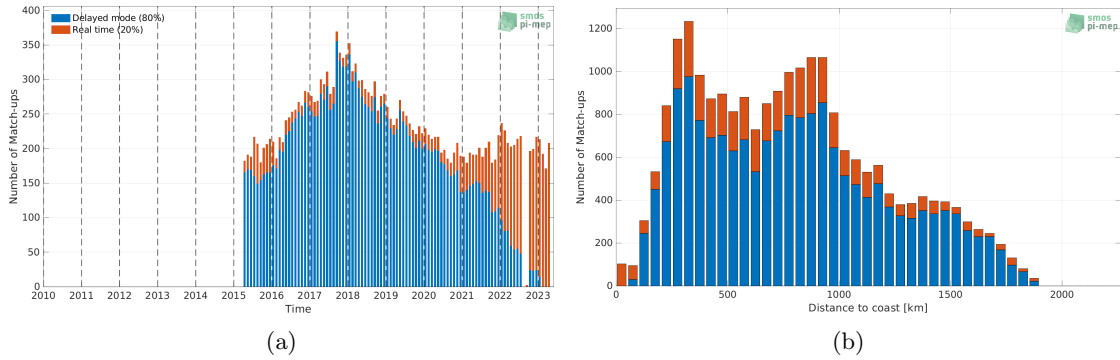 400
350
300
250
200
150
100
50
0
Number of Match-ups
Delayed mode (80%)
Real time (20%)
smos
pi-mep
2010 2011 2012 2013 2014 2015 2016 2017 2018 2019 2020 2021 2022 2023
Time
(a)
1200
1000
800
600
400
200
0
Number of Match-ups
smos
pi-mep
0 500 1000 1500 2000
Distance to coast [km]
(b)